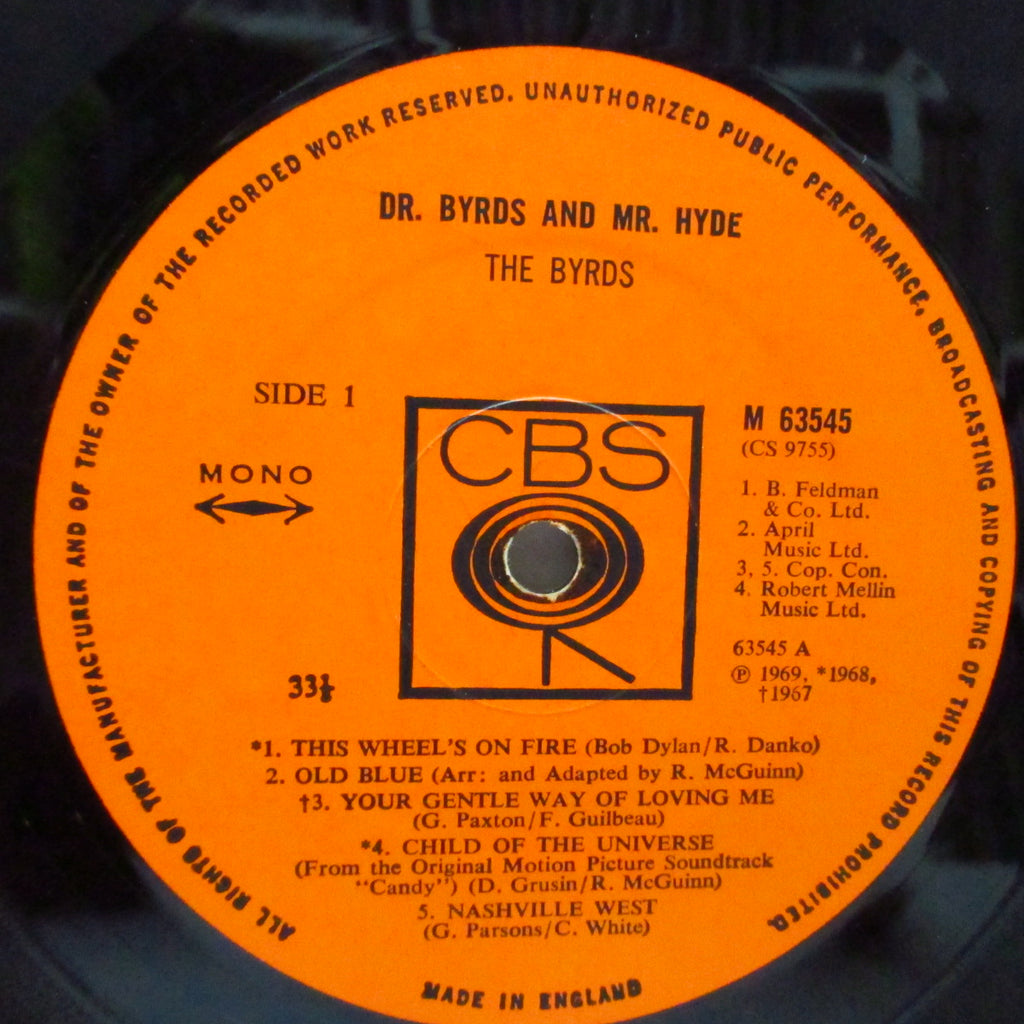 ALL RIGHTS OF THE MANUFACTURER AND OF THE OWNER OF THE RECORDED WORK RESERVED. UNAUTHORIZED PUBLIC PERFORMANCE, BROADCASTING AND COPYING OF THIS RECORD PROHIBITED.
DR. BYRDS AND MR. HYDE
THE BYRDS
SIDE 1
MONO
CBS
M 63545
(CS 9755)
1. B. Feldman
& Co. Ltd.
2. April
Music Ltd.
3, 5. Cop. Con.
4. Robert Mellin
Music Ltd.
63545 A
℗ 1969, *1968,
†1967
33⅓
*1. THIS WHEEL'S ON FIRE (Bob Dylan/R. Danko)
2. OLD BLUE (Arr: and Adapted by R. McGuinn)
†3. YOUR GENTLE WAY OF LOVING ME
(G. Paxton/F. Guilbeau)
*4. CHILD OF THE UNIVERSE
(From the Original Motion Picture Soundtrack
"Candy") (D. Grusin/R. McGuinn)
5. NASHVILLE WEST
(G. Parsons/C. White)
MADE IN ENGLAND